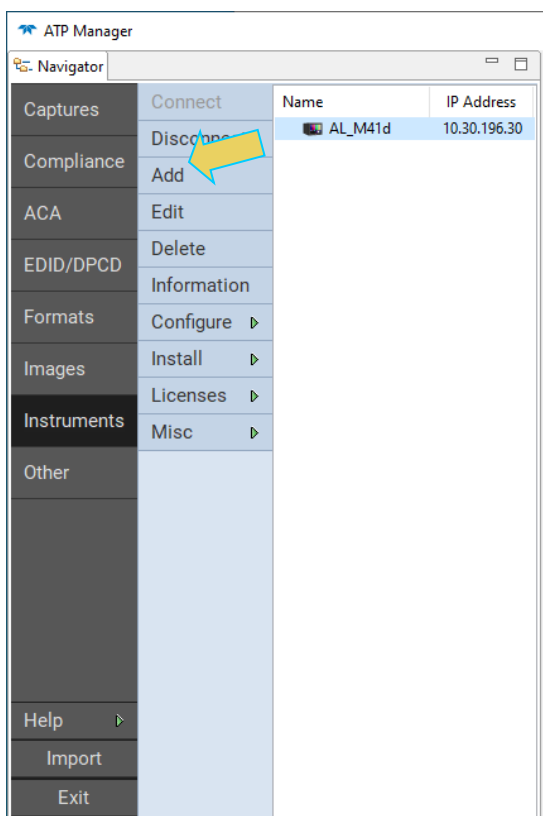 ATP Manager
Navigator
Captures
Compliance
ACA
EDID/DPCD
Formats
Images
Instruments
Other
Help
Import
Exit
Connect
Add
Edit
Delete
Information
Configure
Install
Licenses
Misc
Name IP Address
AL_M41d 10.30.196.30